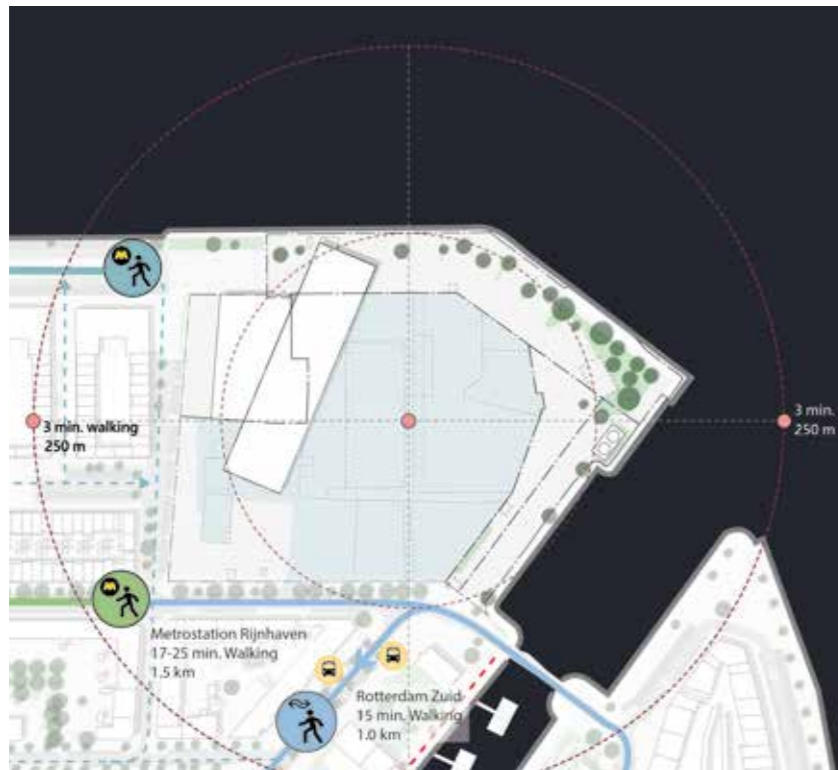 3 min. walking
250 m
3 min.
250 m
Metrostation Rijnhaven
17-25 min. Walking
1.5 km
Rotterdam Zuid
15 min. Walking
1.0 km